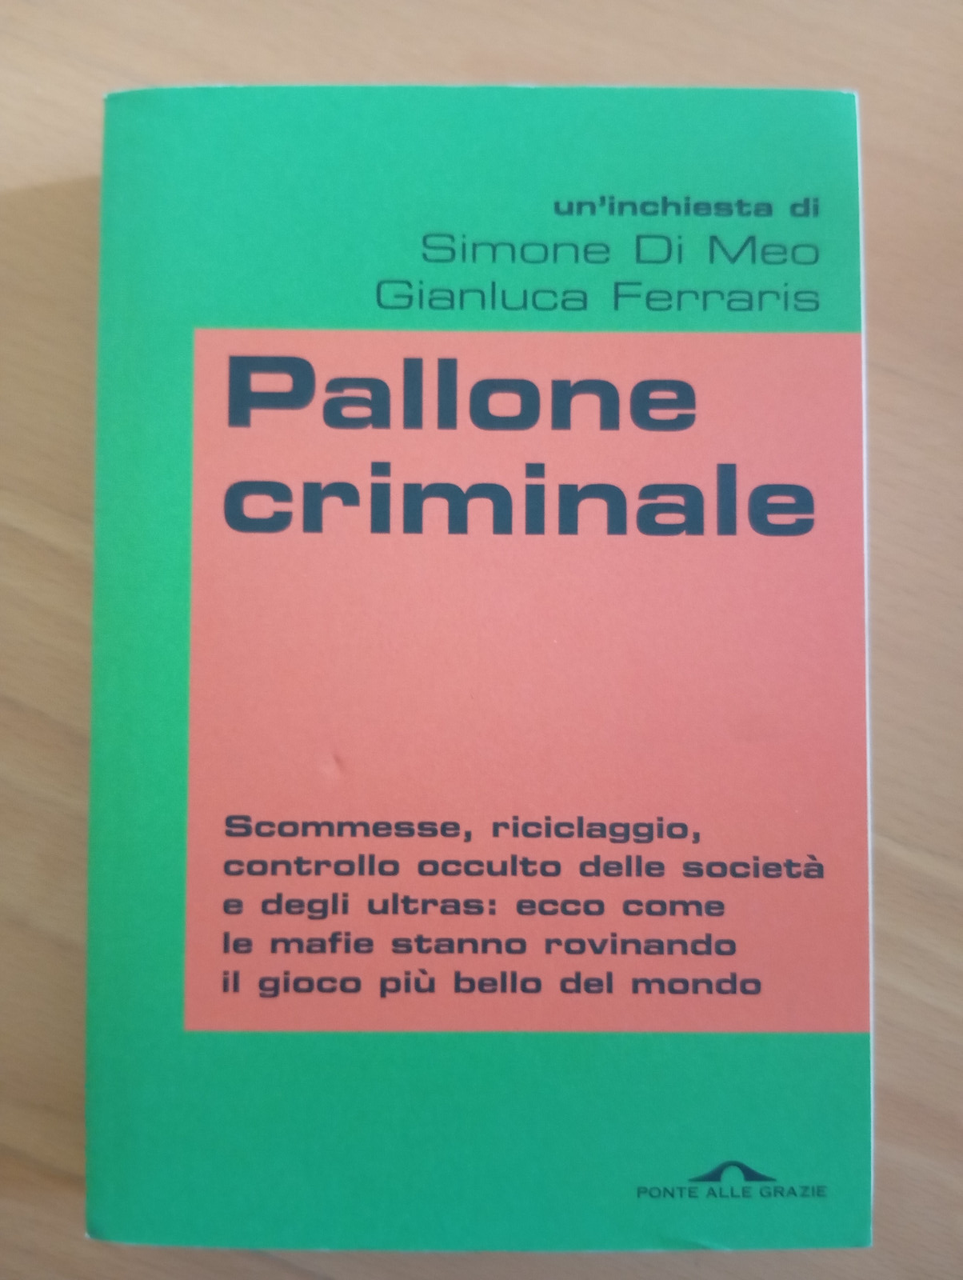 un'inchiesta di
Simone Di Meo
Gianluca Ferraris
Pallone
criminale
Scommesse, riciclaggio,
controllo occulto delle società
e degli ultras: ecco come
le mafie stanno rovinando
il gioco più bello del mondo
PONTE ALLE GRAZIE